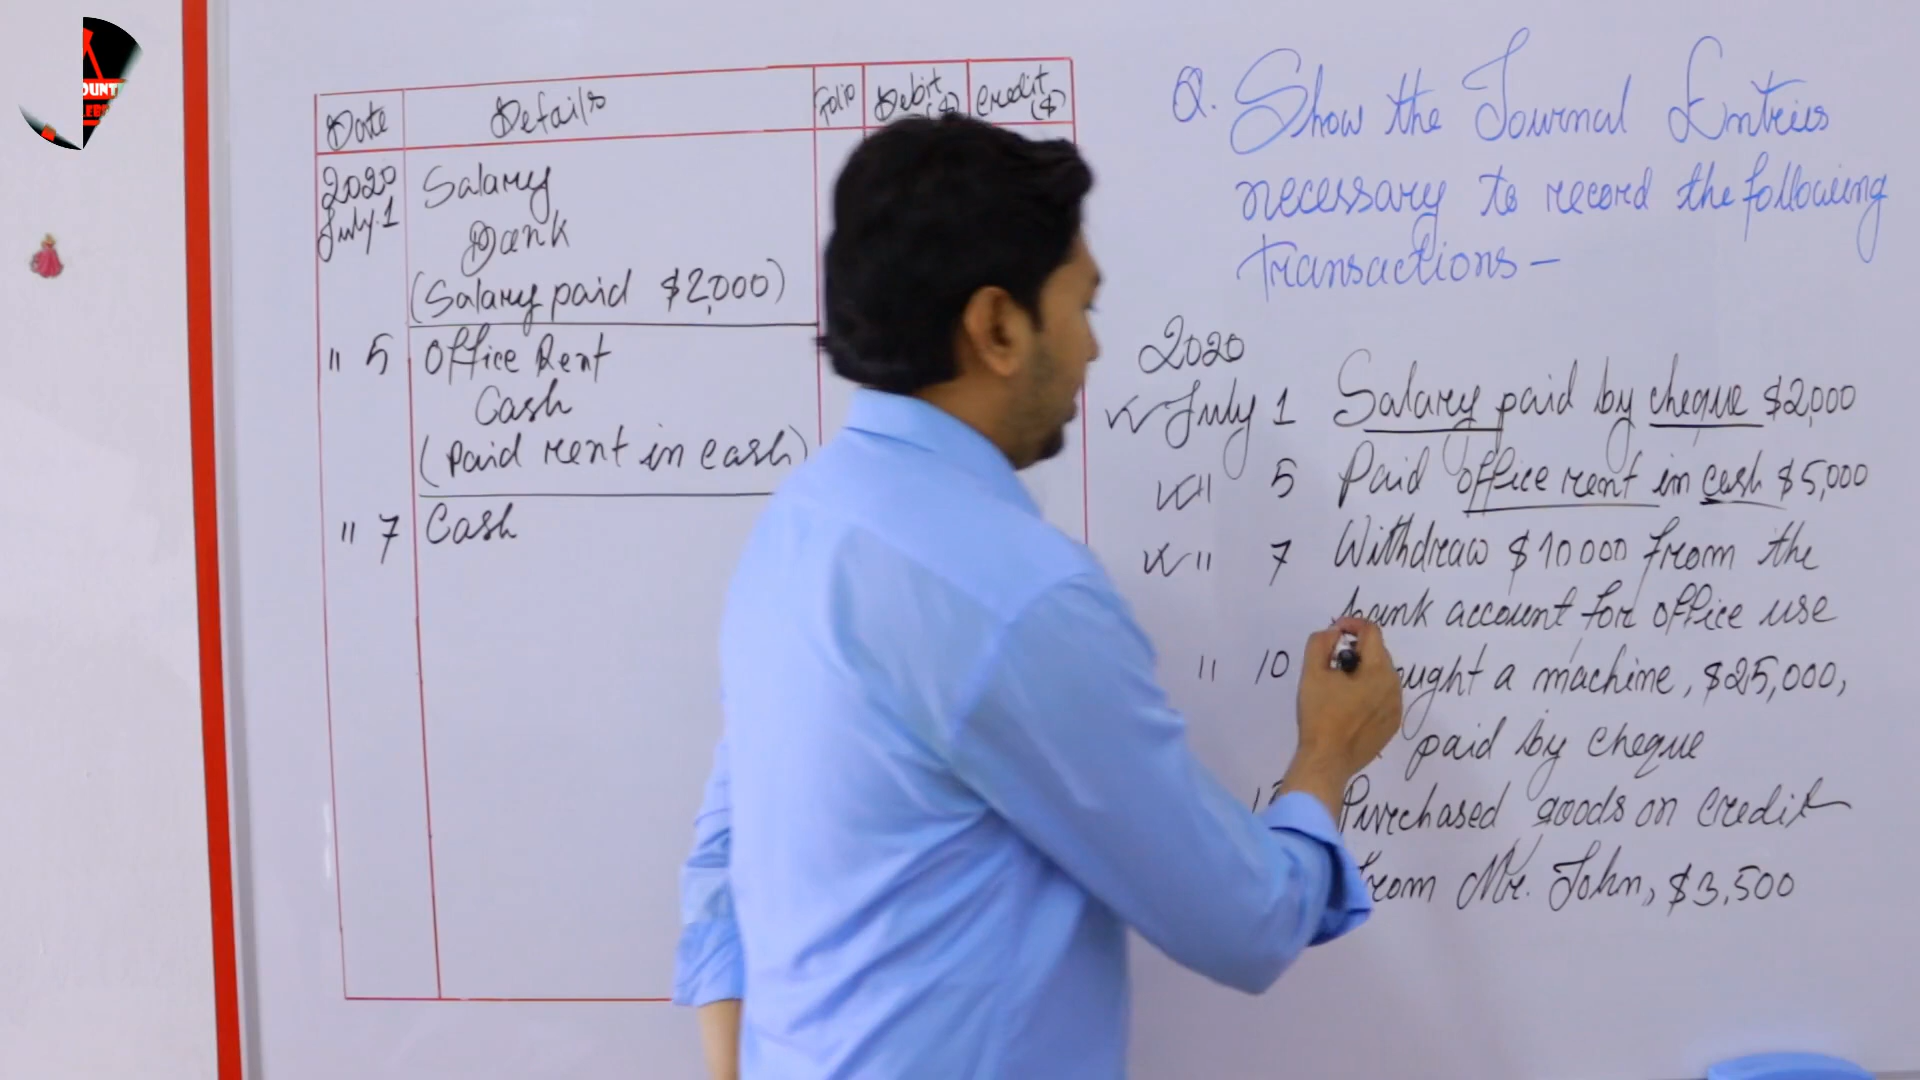 Date Details Folio Debit ($) Credit ($)
2020
July.1 Salary
Bank
(Salary paid $2,000)
" 5 Office Rent
Cash
(Paid rent in cash)
" 7 Cash
Q. Show the Journal Entries
necessary to record the following
transactions –
2020
July 1 Salary paid by cheque $2,000
" 5 Paid office rent in cash $5,000
" 7 Withdraw $10000 from the
bank account for office use
" 10 ought a machine, $25,000,
paid by cheque
Purchased goods on credit
from Mr. John, $3,500